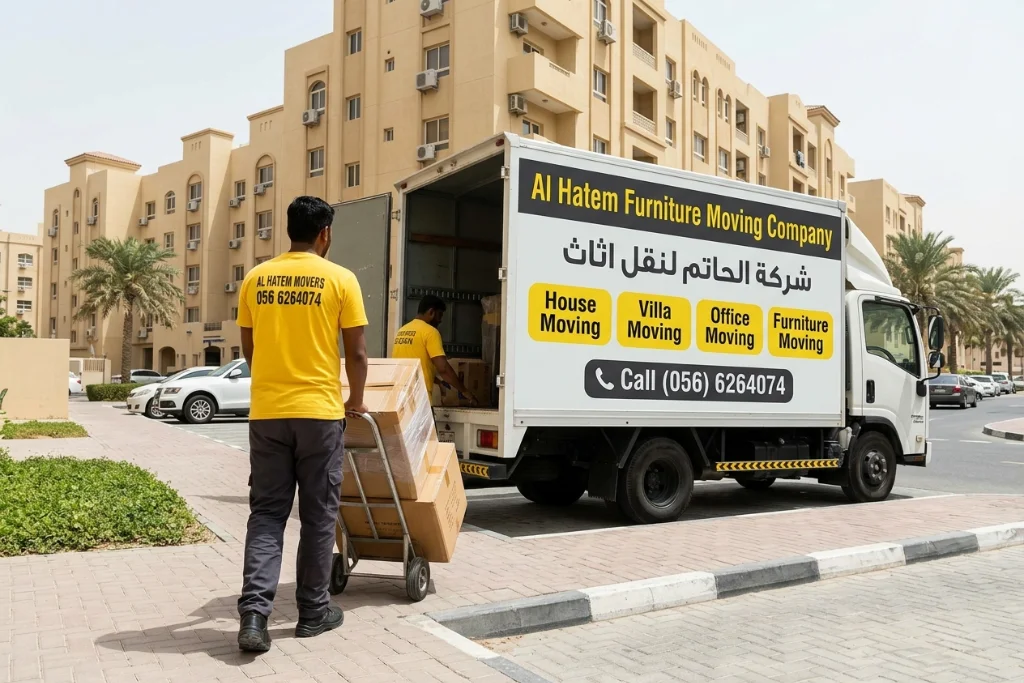 AL HATEM MOVERS
056 6264074
Al Hatem Furniture Moving Company
شركة الحاتم لنقل اثاث
House Moving
Villa Moving
Office Moving
Furniture Moving
Call (056) 6264074